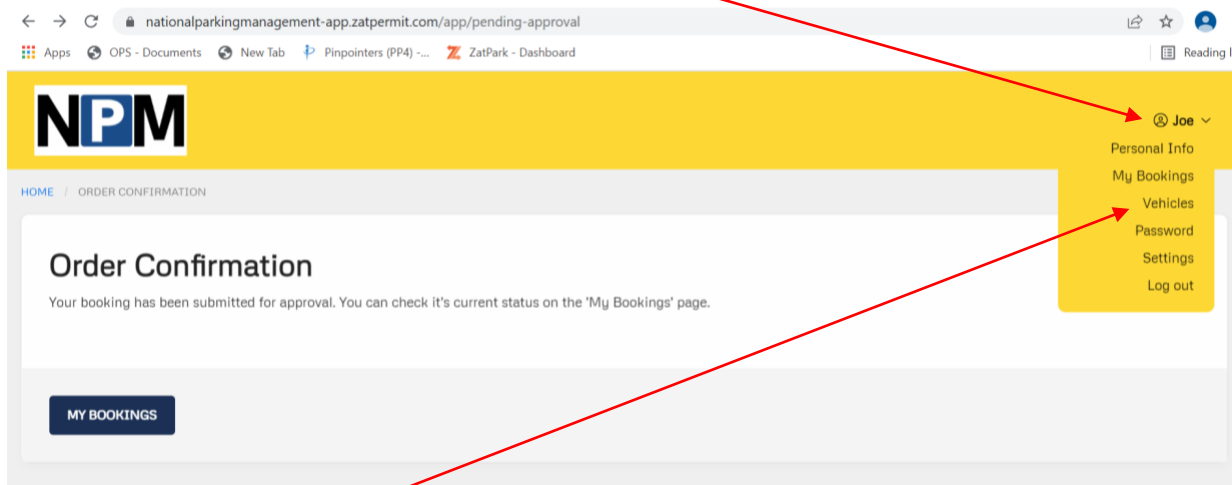 nationalparkingmanagement-app.zatpermit.com/app/pending-approval
Apps OPS - Documents New Tab Pinpointers (PP4) -... ZatPark - Dashboard Reading l
NPM
Joe
Personal Info
My Bookings
Vehicles
Password
Settings
Log out
HOME / ORDER CONFIRMATION
Order Confirmation
Your booking has been submitted for approval. You can check it's current status on the 'My Bookings' page.
MY BOOKINGS